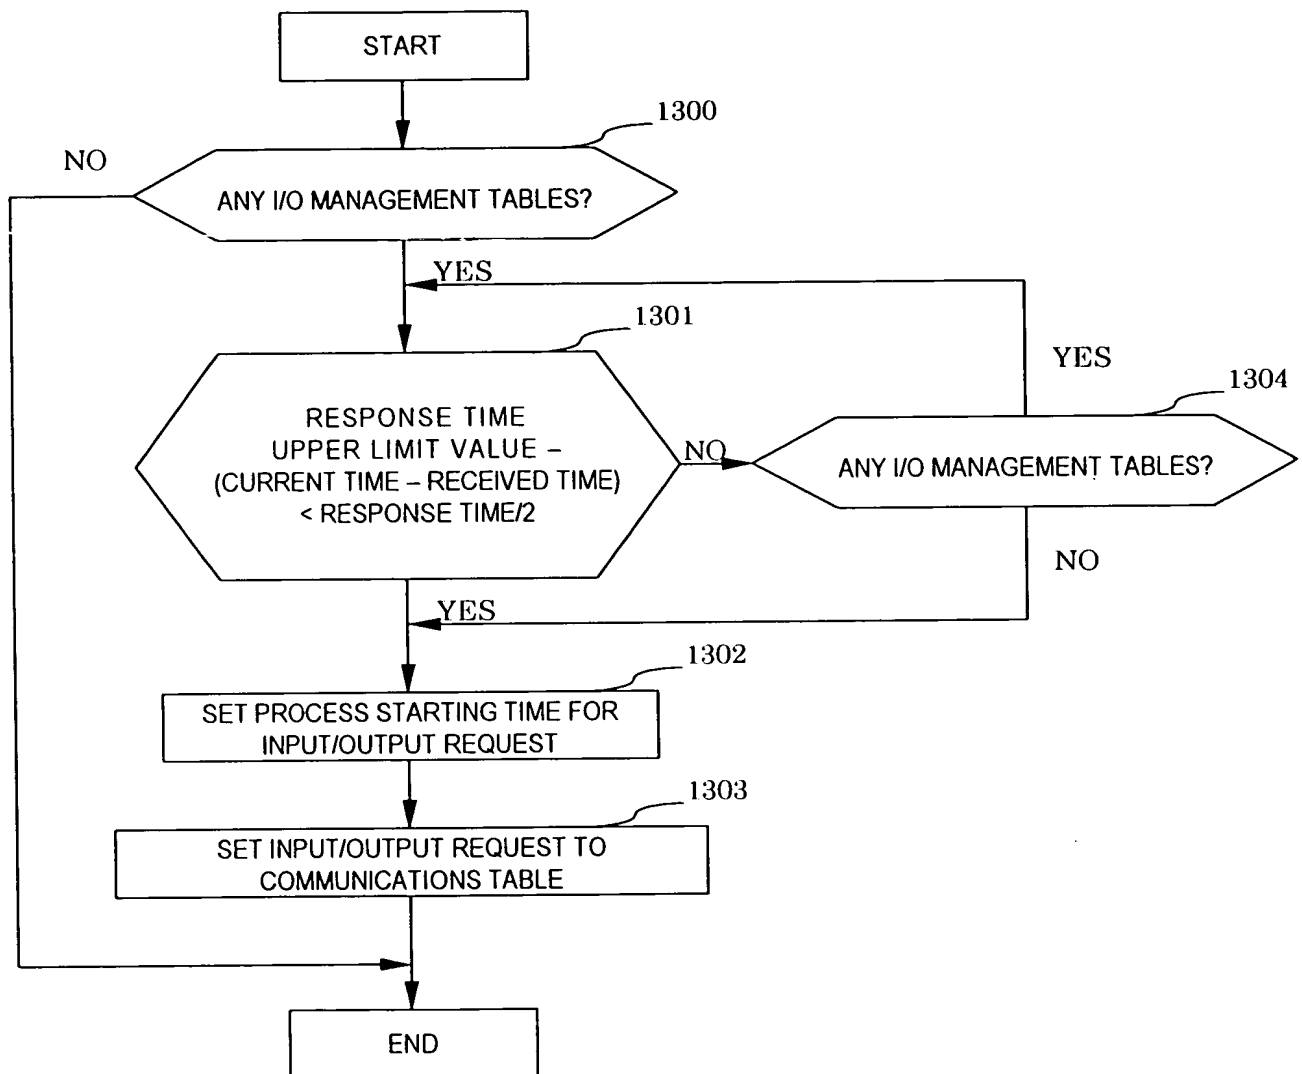 START
1300
NO
ANY I/O MANAGEMENT TABLES?
YES
1301
YES
1304
RESPONSE TIME
UPPER LIMIT VALUE –
(CURRENT TIME – RECEIVED TIME)
< RESPONSE TIME/2
NO
ANY I/O MANAGEMENT TABLES?
NO
YES
1302
SET PROCESS STARTING TIME FOR
INPUT/OUTPUT REQUEST
1303
SET INPUT/OUTPUT REQUEST TO
COMMUNICATIONS TABLE
END